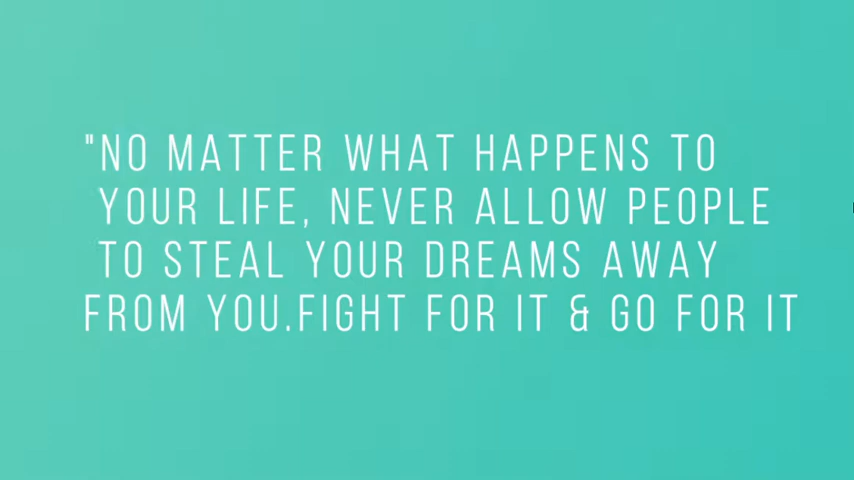 "NO MATTER WHAT HAPPENS TO
YOUR LIFE, NEVER ALLOW PEOPLE
TO STEAL YOUR DREAMS AWAY
FROM YOU.FIGHT FOR IT & GO FOR IT